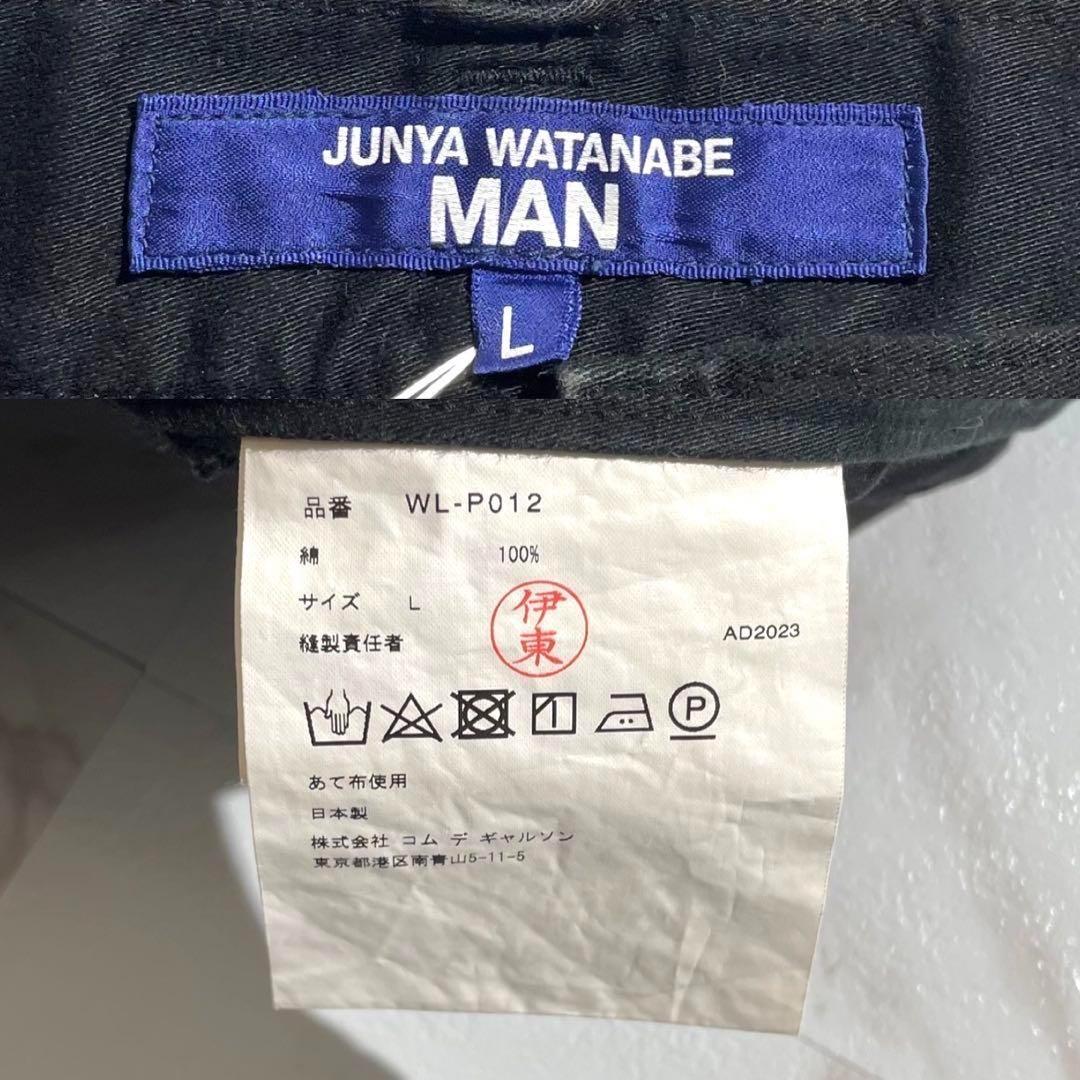 JUNYA WATANABE
MAN
L
品番 WL-P012
綿 100%
サイズ L
縫製責任者
伊東
AD2023
P
あて布使用
日本製
株式会社 コム デ ギャルソン
東京都港区南青山5-11-5